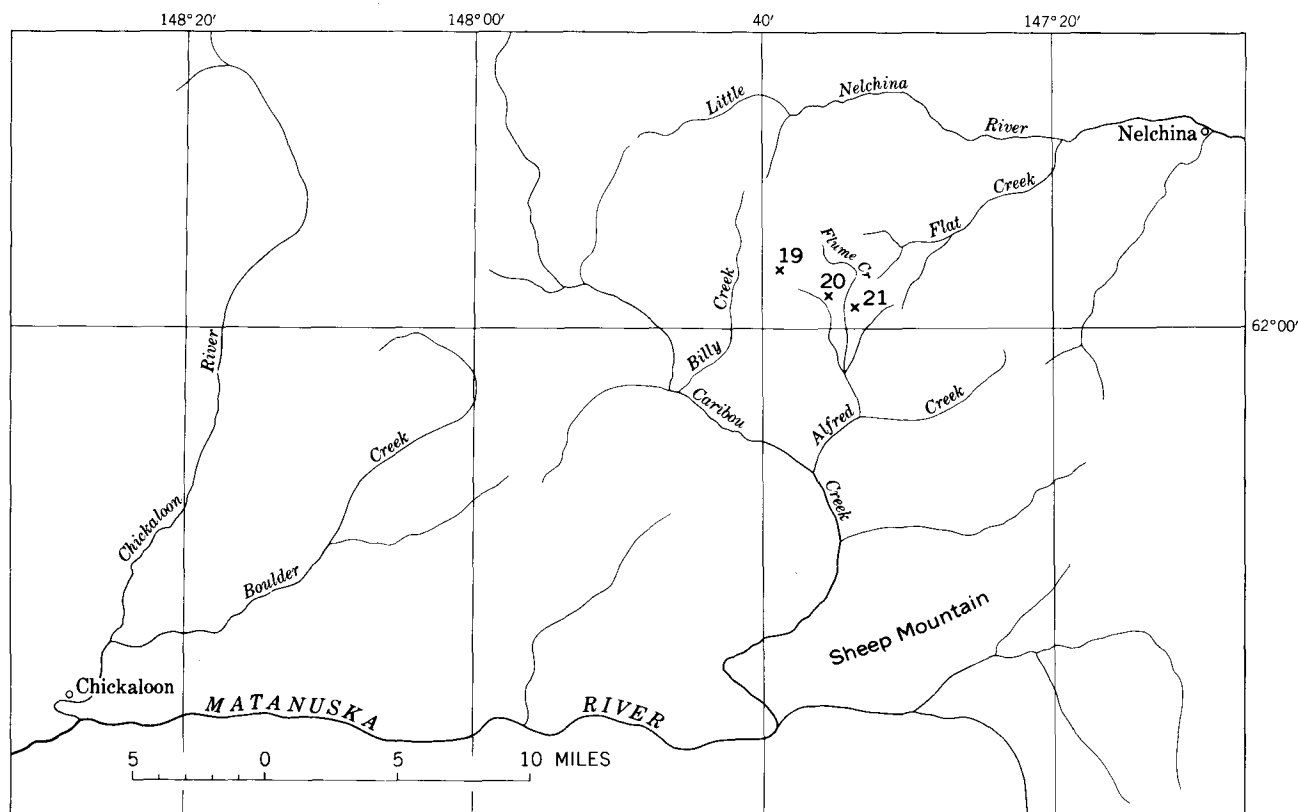 148°20' 148°00' 40' 147°20'
Little Nelchina River
Nelchina
Creek
Flat
Flume Cr
19
20
21
Creek
Billy
62°00'
River
Chickaloon
Creek
Boulder
Caribou
Creek
Alfred Creek
Sheep Mountain
Chickaloon
MATANUSKA RIVER
5 0 5 10 MILES